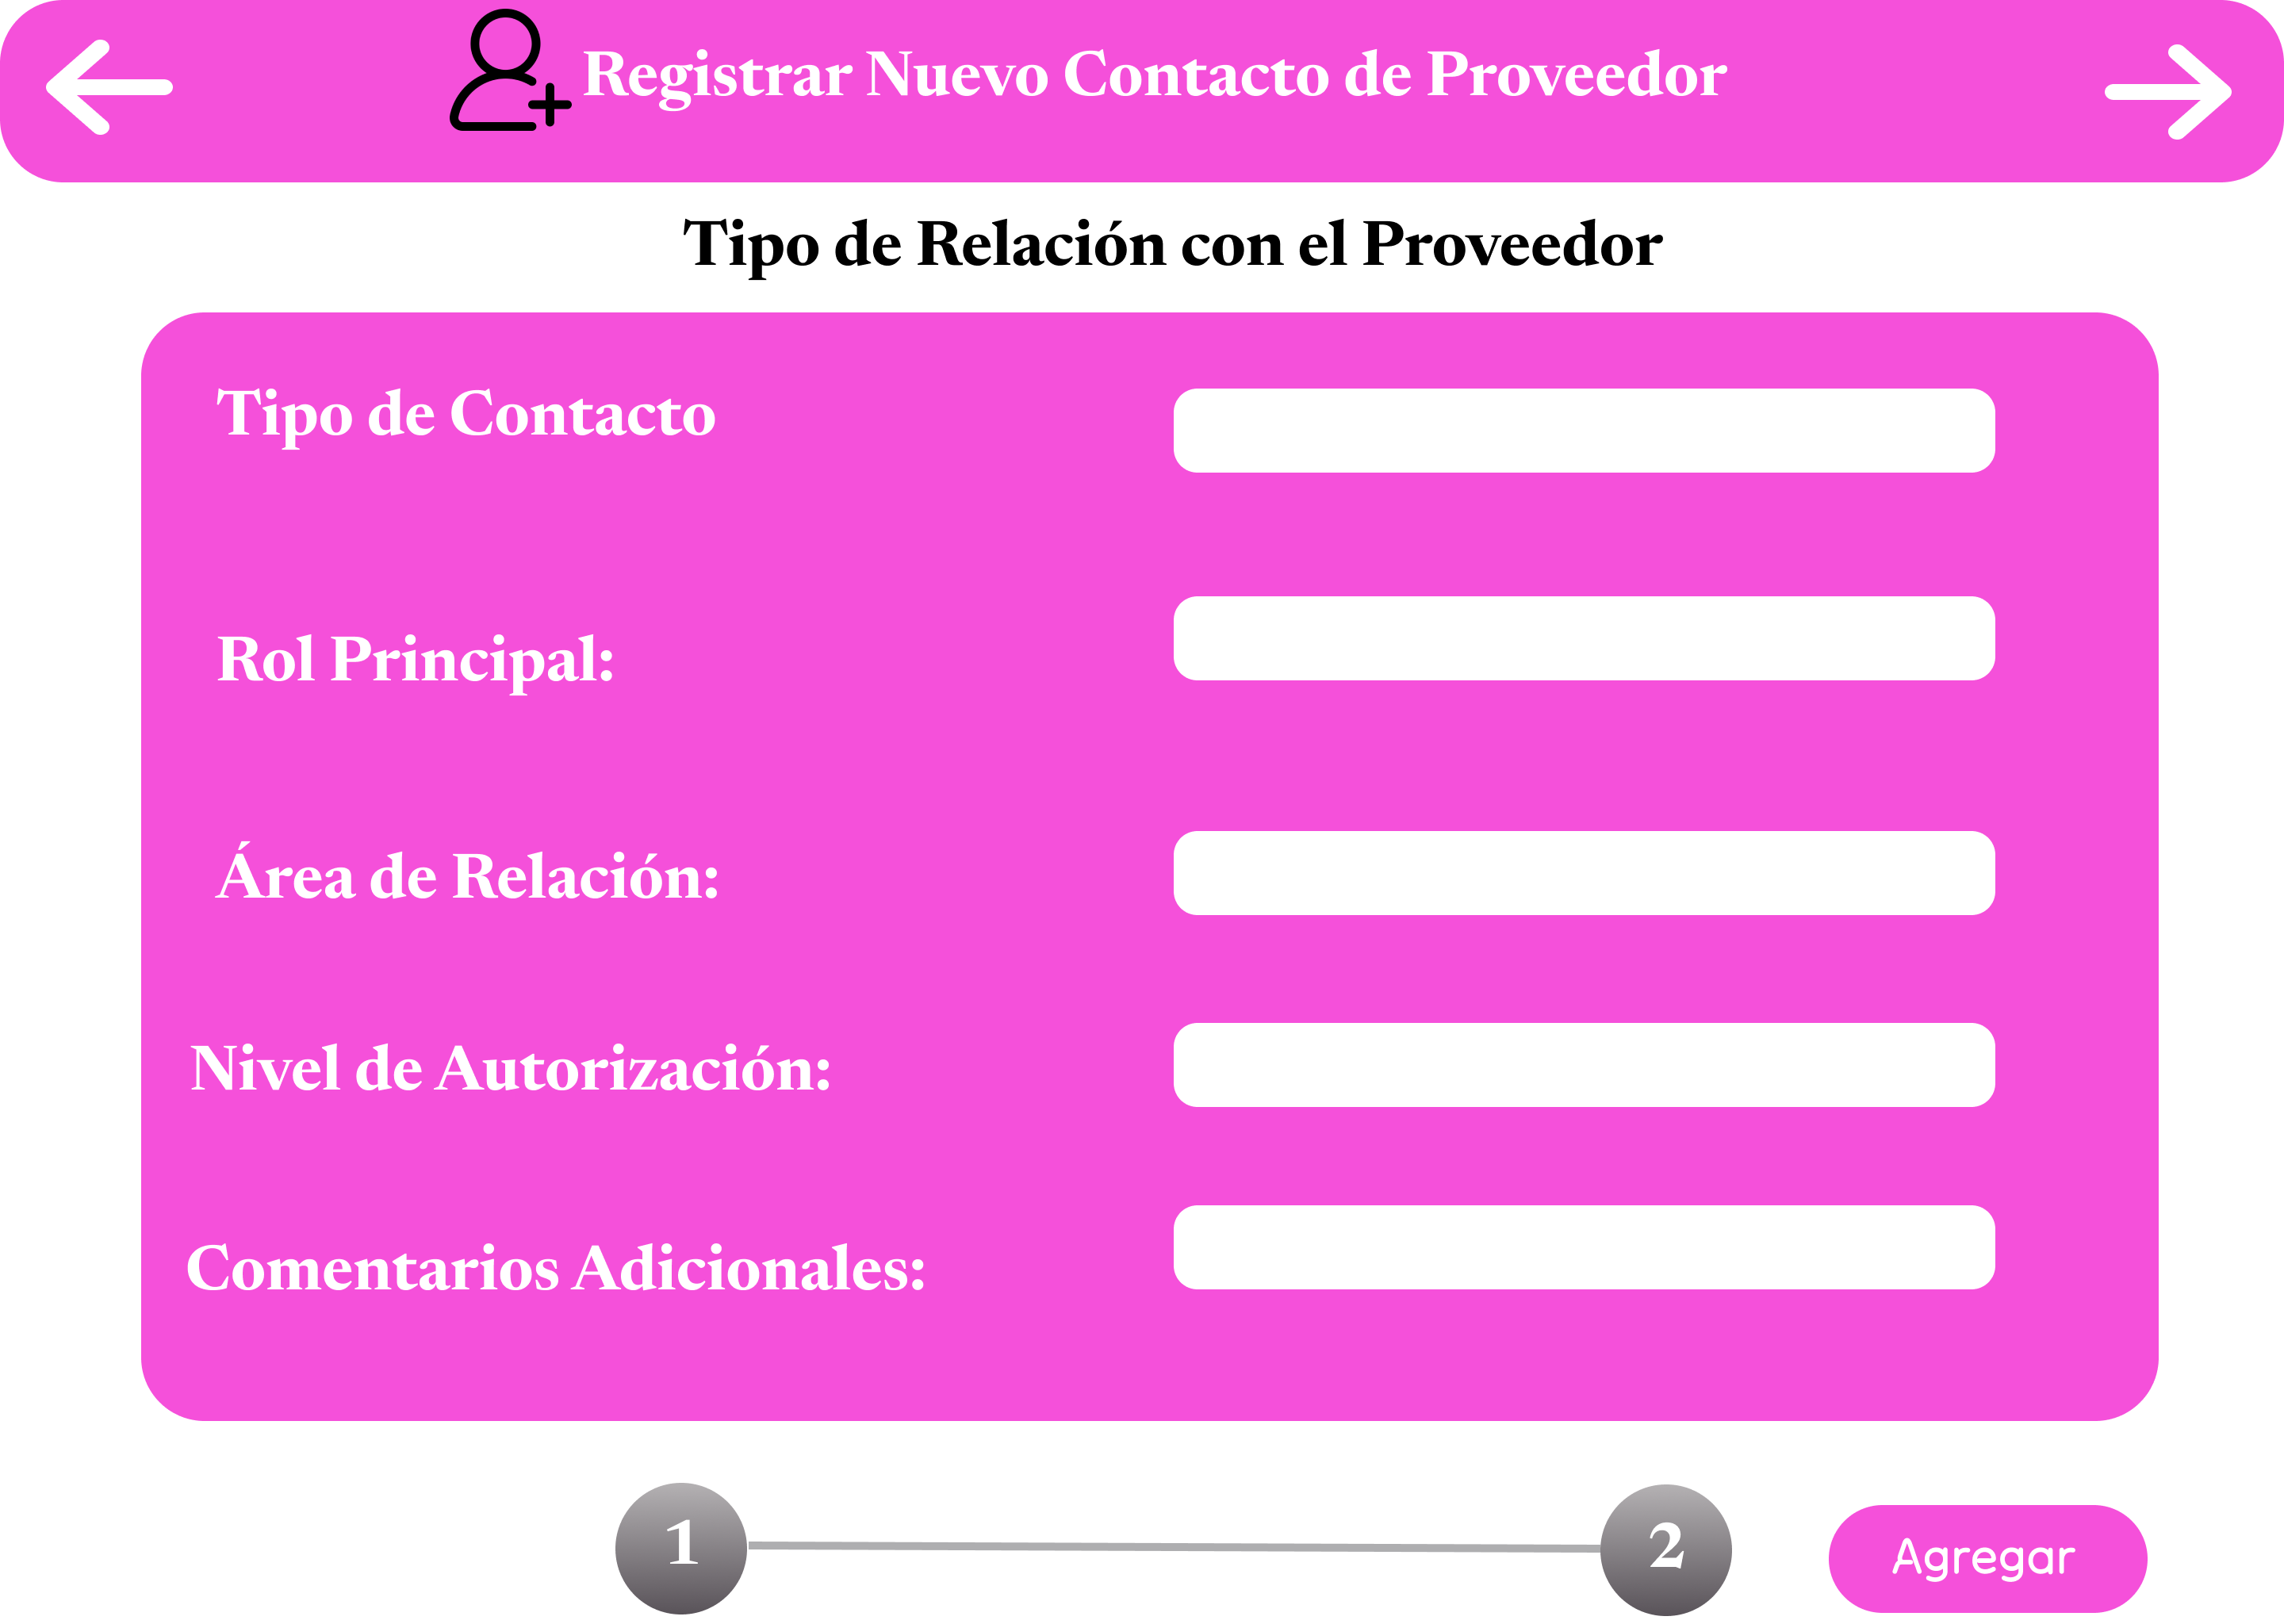 Registrar Nuevo Contacto de Proveedor
Tipo de Relación con el Proveedor
Tipo de Contacto
Rol Principal:
Área de Relación:
Nivel de Autorización:
Comentarios Adicionales:
1
2
Agregar